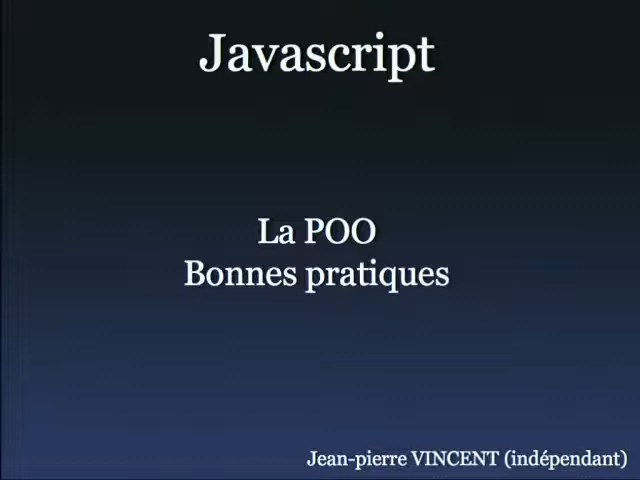 Javascript
La POO
Bonnes pratiques
Jean-pierre VINCENT (indépendant)